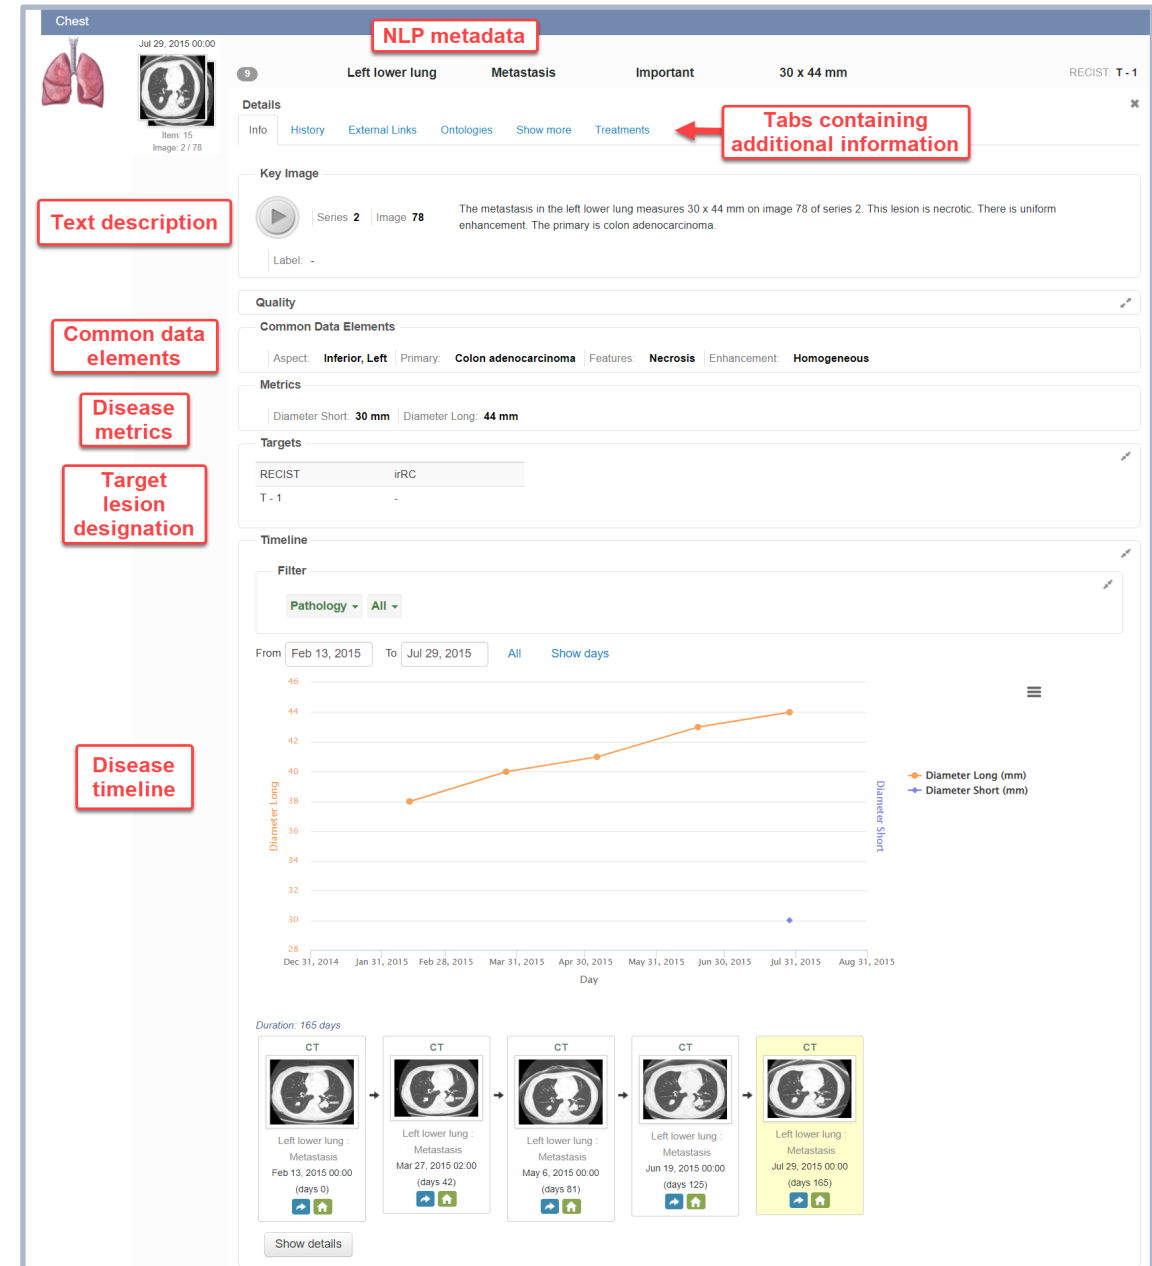 Chest
NLP metadata
Jul 29, 2015 00:00
9 Left lower lung Metastasis Important 30 x 44 mm RECIST: T - 1
Item: 15
Image: 2 / 78
Details
Info History External Links Ontologies Show more Treatments
Tabs containing
additional information
Key Image
Text description
Series 2 Image 78
The metastasis in the left lower lung measures 30 x 44 mm on image 78 of series 2. This lesion is necrotic. There is uniform
enhancement. The primary is colon adenocarcinoma.
Label: -
Quality
Common data
elements
Common Data Elements
Aspect: Inferior, Left Primary: Colon adenocarcinoma Features: Necrosis Enhancement: Homogeneous
Disease
metrics
Metrics
Diameter Short: 30 mm Diameter Long: 44 mm
Target
lesion
designation
Targets
RECIST irRC
T - 1 -
Timeline
Filter
Pathology All
From Feb 13, 2015 To Jul 29, 2015 All Show days
Disease
timeline
46
44
42
40
38
36
34
32
30
28
Diameter Long
Diameter Short
Diameter Long (mm)
Diameter Short (mm)
Dec 31, 2014 Jan 31, 2015 Feb 28, 2015 Mar 31, 2015 Apr 30, 2015 May 31, 2015 Jun 30, 2015 Jul 31, 2015 Aug 31, 2015
Day
Duration: 165 days
CT
Left lower lung :
Metastasis
Feb 13, 2015 00:00
(days 0)
CT
Left lower lung :
Metastasis
Mar 27, 2015 02:00
(days 42)
CT
Left lower lung :
Metastasis
May 6, 2015 00:00
(days 81)
CT
Left lower lung :
Metastasis
Jun 19, 2015 00:00
(days 125)
CT
Left lower lung :
Metastasis
Jul 29, 2015 00:00
(days 165)
Show details